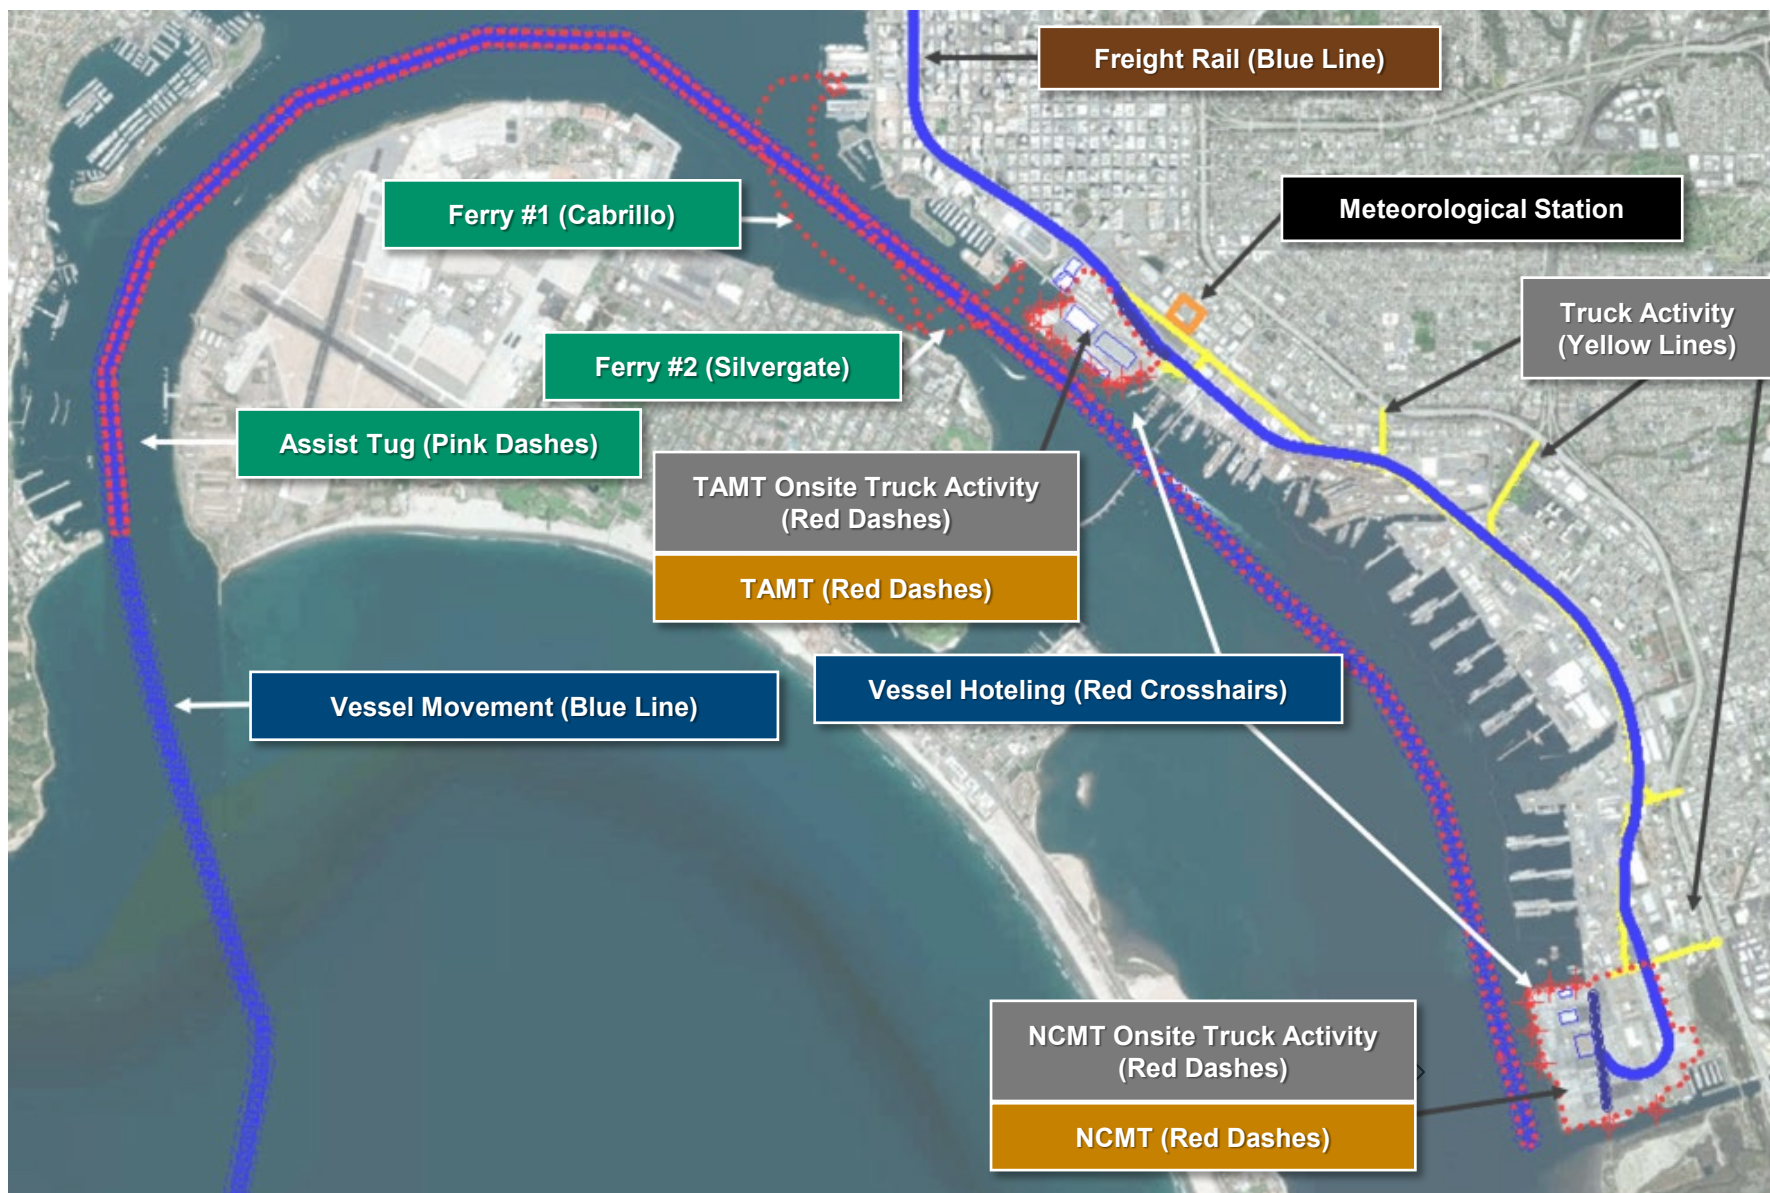 Freight Rail (Blue Line)
Ferry #1 (Cabrillo)
Meteorological Station
Truck Activity
(Yellow Lines)
Ferry #2 (Silvergate)
Assist Tug (Pink Dashes)
TAMT Onsite Truck Activity
(Red Dashes)
TAMT (Red Dashes)
Vessel Movement (Blue Line)
Vessel Hoteling (Red Crosshairs)
NCMT Onsite Truck Activity
(Red Dashes)
NCMT (Red Dashes)